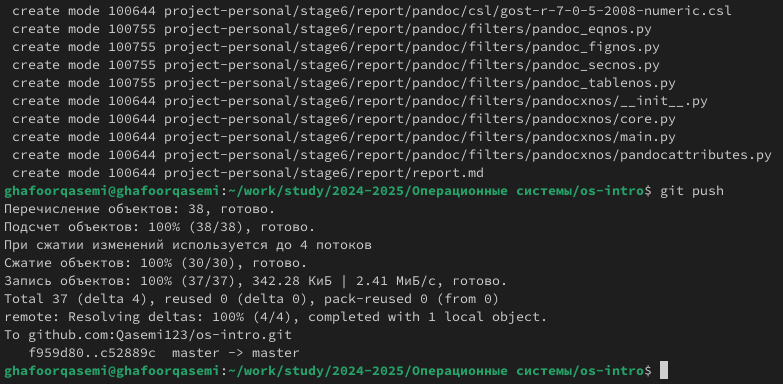 create mode 100644 project-personal/stage6/report/pandoc/csl/gost-r-7-0-5-2008-numeric.csl
create mode 100755 project-personal/stage6/report/pandoc/filters/pandoc_eqnos.py
create mode 100755 project-personal/stage6/report/pandoc/filters/pandoc_fignos.py
create mode 100755 project-personal/stage6/report/pandoc/filters/pandoc_secnos.py
create mode 100755 project-personal/stage6/report/pandoc/filters/pandoc_tablenos.py
create mode 100644 project-personal/stage6/report/pandoc/filters/pandocxnos/__init__.py
create mode 100644 project-personal/stage6/report/pandoc/filters/pandocxnos/core.py
create mode 100644 project-personal/stage6/report/pandoc/filters/pandocxnos/main.py
create mode 100644 project-personal/stage6/report/pandoc/filters/pandocxnos/pandocattributes.py
create mode 100644 project-personal/stage6/report/report.md
ghafoorqasemi@ghafoorqasemi:~/work/study/2024-2025/Операционные системы/os-intro$ git push
Перечисление объектов: 38, готово.
Подсчет объектов: 100% (38/38), готово.
При сжатии изменений используется до 4 потоков
Сжатие объектов: 100% (30/30), готово.
Запись объектов: 100% (37/37), 342.28 КиБ | 2.41 МиБ/с, готово.
Total 37 (delta 4), reused 0 (delta 0), pack-reused 0 (from 0)
remote: Resolving deltas: 100% (4/4), completed with 1 local object.
To github.com:Qasemi123/os-intro.git
f959d80..c52889c  master -> master
ghafoorqasemi@ghafoorqasemi:~/work/study/2024-2025/Операционные системы/os-intro$